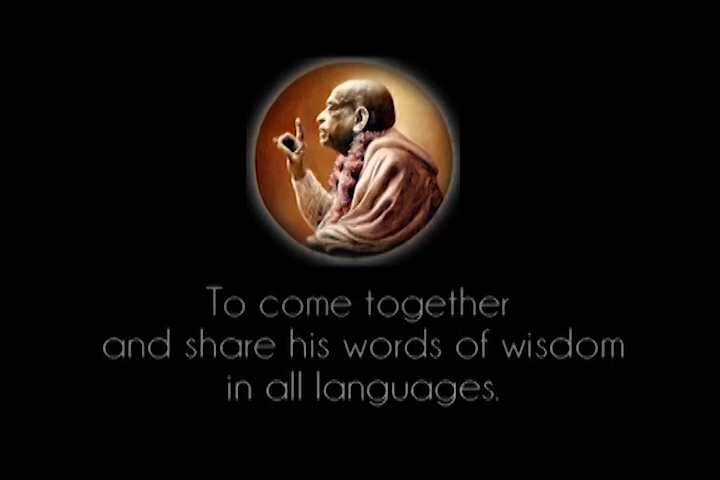 To come together
and share his words of wisdom
in all languages.